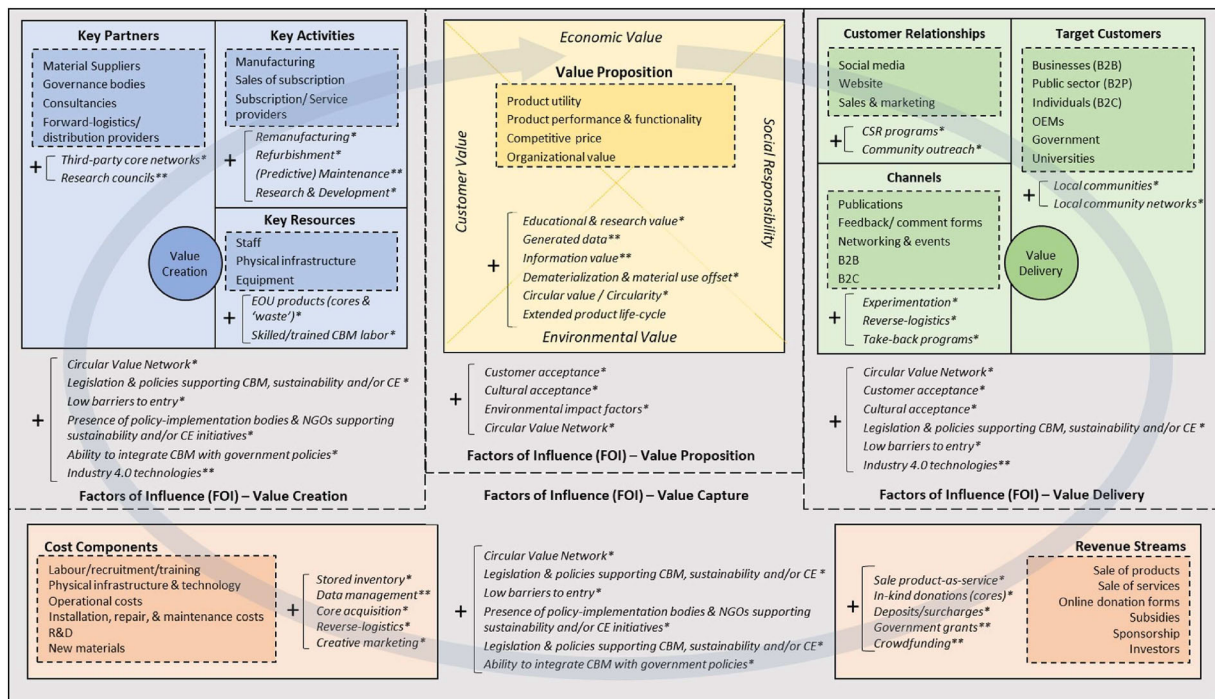 Key Partners
Material Suppliers
Governance bodies
Consultancies
Forward-logistics/
distribution providers
+
Third-party core networks*
Research councils**
Key Activities
Manufacturing
Sales of subscription
Subscription/ Service
providers
+
Remanufacturing*
Refurbishment*
(Predictive) Maintenance**
Research & Development*
Key Resources
Staff
Physical infrastructure
Equipment
+
EOU products (cores &
'waste')*
Skilled/trained CBM labor*
Value
Creation
+
Circular Value Network*
Legislation & policies supporting CBM, sustainability and/or CE *
Low barriers to entry*
Presence of policy-implementation bodies & NGOs supporting
sustainability and/or CE initiatives*
Ability to integrate CBM with government policies*
Industry 4.0 technologies**
Factors of Influence (FOI) – Value Creation
Economic Value
Customer Value
Social Responsibility
Value Proposition
Product utility
Product performance & functionality
Competitive price
Organizational value
+
Educational & research value*
Generated data**
Information value**
Dematerialization & material use offset*
Circular value / Circularity*
Extended product life-cycle
Environmental Value
+
Customer acceptance*
Cultural acceptance*
Environmental impact factors*
Circular Value Network*
Factors of Influence (FOI) – Value Proposition
Customer Relationships
Social media
Website
Sales & marketing
+
CSR programs*
Community outreach*
Channels
Publications
Feedback/ comment forms
Networking & events
B2B
B2C
+
Experimentation*
Reverse-logistics*
Take-back programs*
Target Customers
Businesses (B2B)
Public sector (B2P)
Individuals (B2C)
OEMs
Government
Universities
+
Local communities*
Local community networks*
Value
Delivery
+
Circular Value Network*
Customer acceptance*
Cultural acceptance*
Legislation & policies supporting CBM, sustainability and/or CE *
Low barriers to entry*
Industry 4.0 technologies**
Factors of Influence (FOI) – Value Delivery
Factors of Influence (FOI) – Value Capture
Cost Components
Labour/recruitment/training
Physical infrastructure & technology
Operational costs
Installation, repair, & maintenance costs
R&D
New materials
+
Stored inventory*
Data management**
Core acquisition*
Reverse-logistics*
Creative marketing*
+
Circular Value Network*
Legislation & policies supporting CBM, sustainability and/or CE *
Low barriers to entry*
Presence of policy-implementation bodies & NGOs supporting
sustainability and/or CE initiatives*
Legislation & policies supporting CBM, sustainability and/or CE*
Ability to integrate CBM with government policies*
Revenue Streams
+
Sale product-as-service*
In-kind donations (cores)*
Deposits/surcharges*
Government grants**
Crowdfunding**
Sale of products
Sale of services
Online donation forms
Subsidies
Sponsorship
Investors